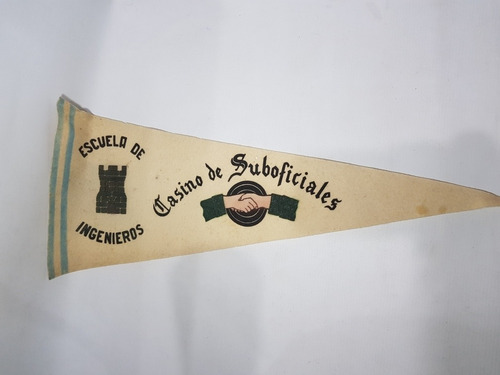 ESCUELA DE
INGENIEROS
Casino de Suboficiales